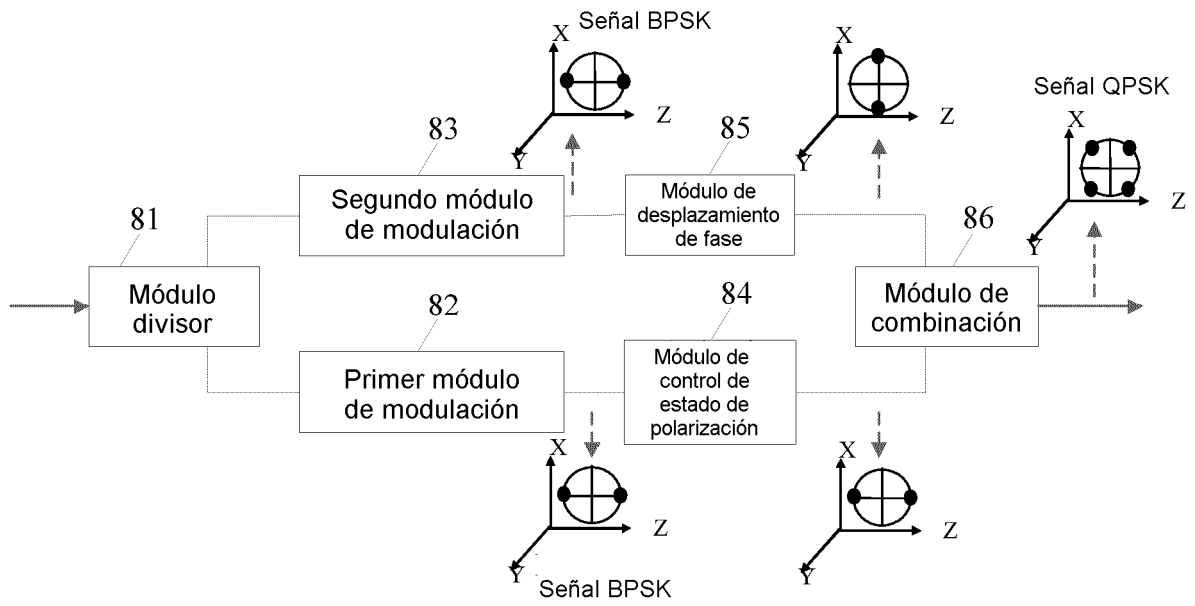 Señal BPSK
X
Z
Y
X
Z
Y
Señal QPSK
X
Z
Y
83
Segundo módulo
de modulación
85
Módulo de
desplazamiento
de fase
81
Módulo
divisor
86
Módulo de
combinación
82
Primer módulo
de modulación
84
Módulo de
control de
estado de
polarización
X
Z
Y
Señal BPSK
X
Z
Y